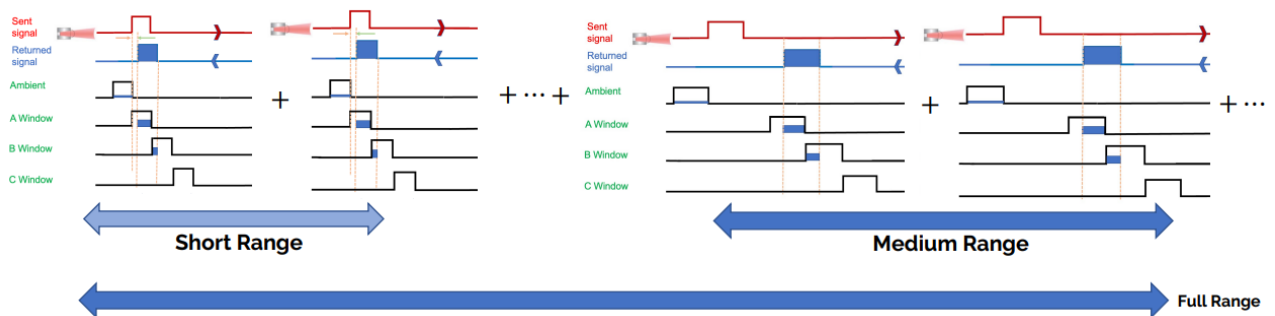 Sent
signal
Returned
signal
Ambient
A Window
B Window
C Window
+
+ ... +
Short Range
Sent
signal
Returned
signal
Ambient
A Window
B Window
C Window
+
+ ...
Medium Range
Full Range